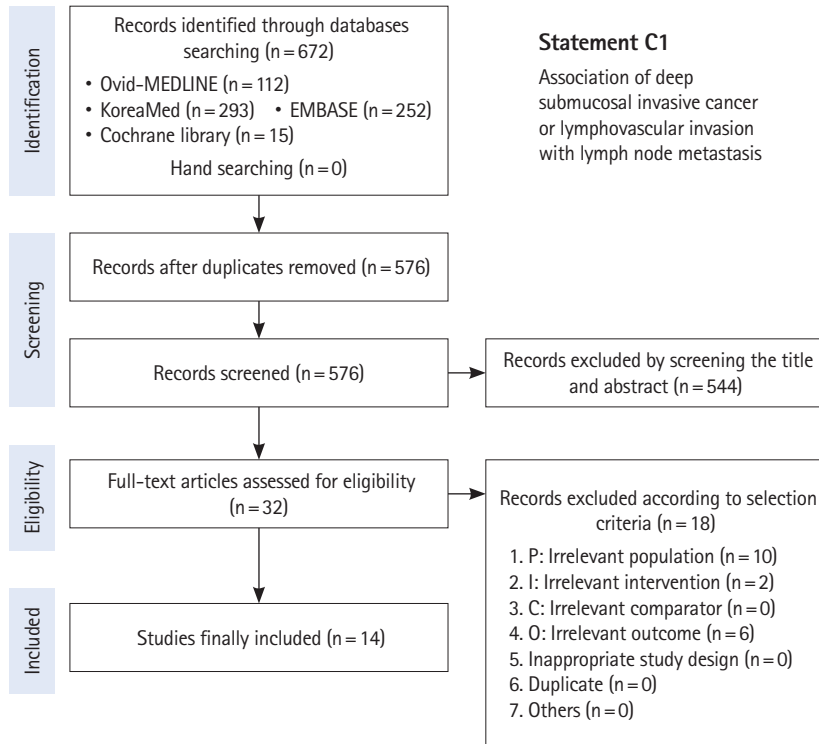 Identification
Records identified through databases
searching (n=672)
• Ovid-MEDLINE (n=112)
• KoreaMed (n=293) • EMBASE (n=252)
• Cochrane library (n=15)
Hand searching (n=0)
Statement C1
Association of deep
submucosal invasive cancer
or lymphovascular invasion
with lymph node metastasis
Screening
Records after duplicates removed (n=576)
Records screened (n=576)
Records excluded by screening the title
and abstract (n=544)
Eligibility
Full-text articles assessed for eligibility
(n=32)
Records excluded according to selection
criteria (n=18)
1. P: Irrelevant population (n=10)
2. I: Irrelevant intervention (n=2)
3. C: Irrelevant comparator (n=0)
4. O: Irrelevant outcome (n=6)
5. Inappropriate study design (n=0)
6. Duplicate (n=0)
7. Others (n=0)
Included
Studies finally included (n=14)